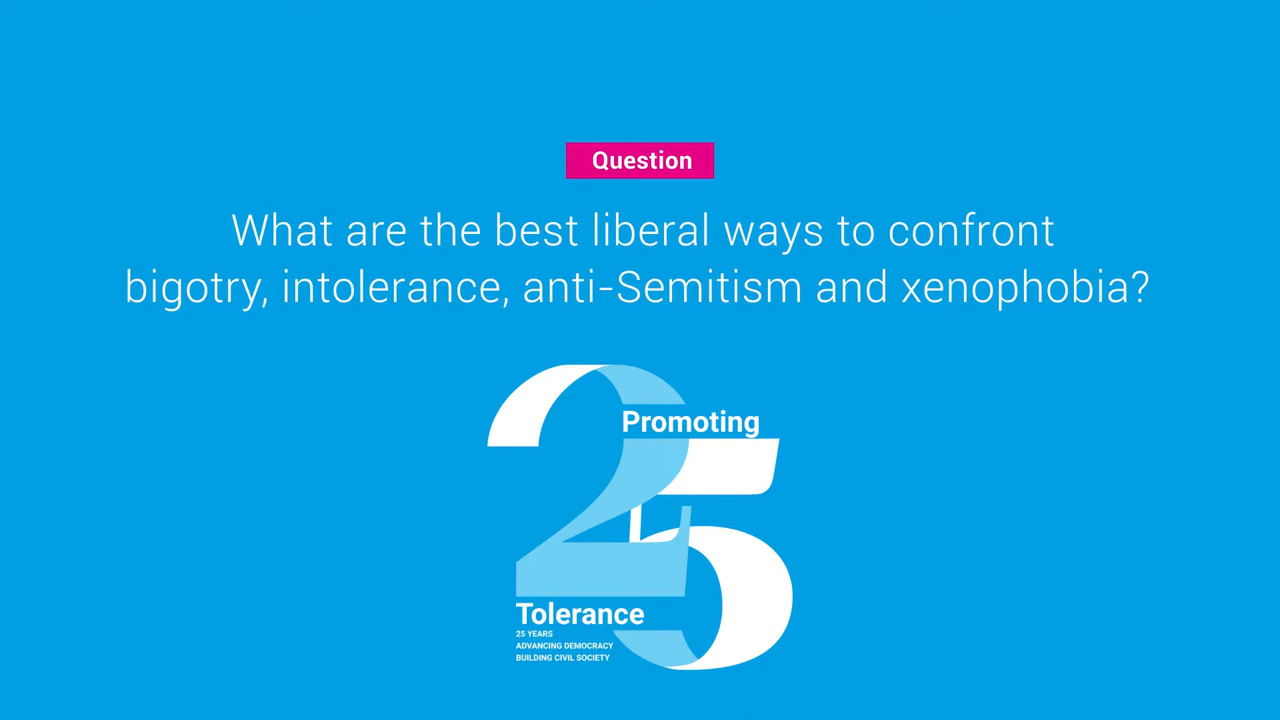 Question
What are the best liberal ways to confront
bigotry, intolerance, anti-Semitism and xenophobia?
25
Promoting
Tolerance
25 YEARS
ADVANCING DEMOCRACY
BUILDING CIVIL SOCIETY